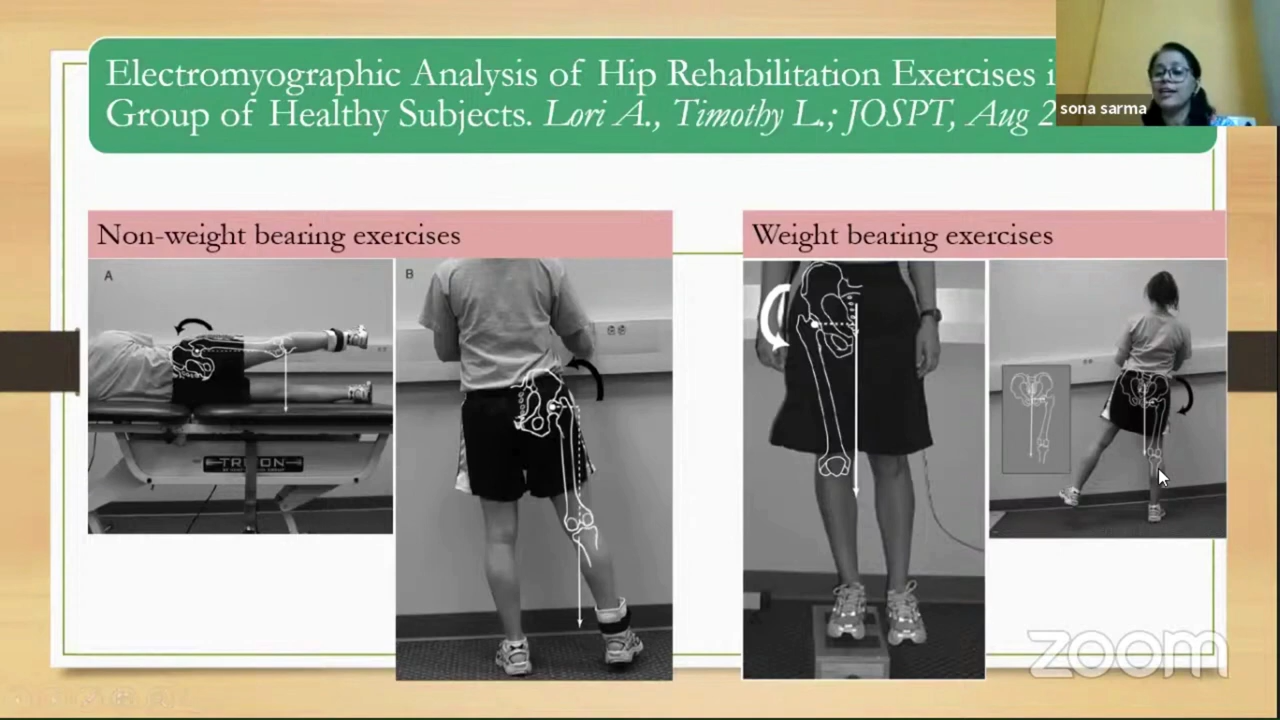 Electromyographic Analysis of Hip Rehabilitation Exercises i
Group of Healthy Subjects. Lori A., Timothy L.; JOSPT, Aug 2
sona sarma
Non-weight bearing exercises
Weight bearing exercises
A
B
TRITON
zoom